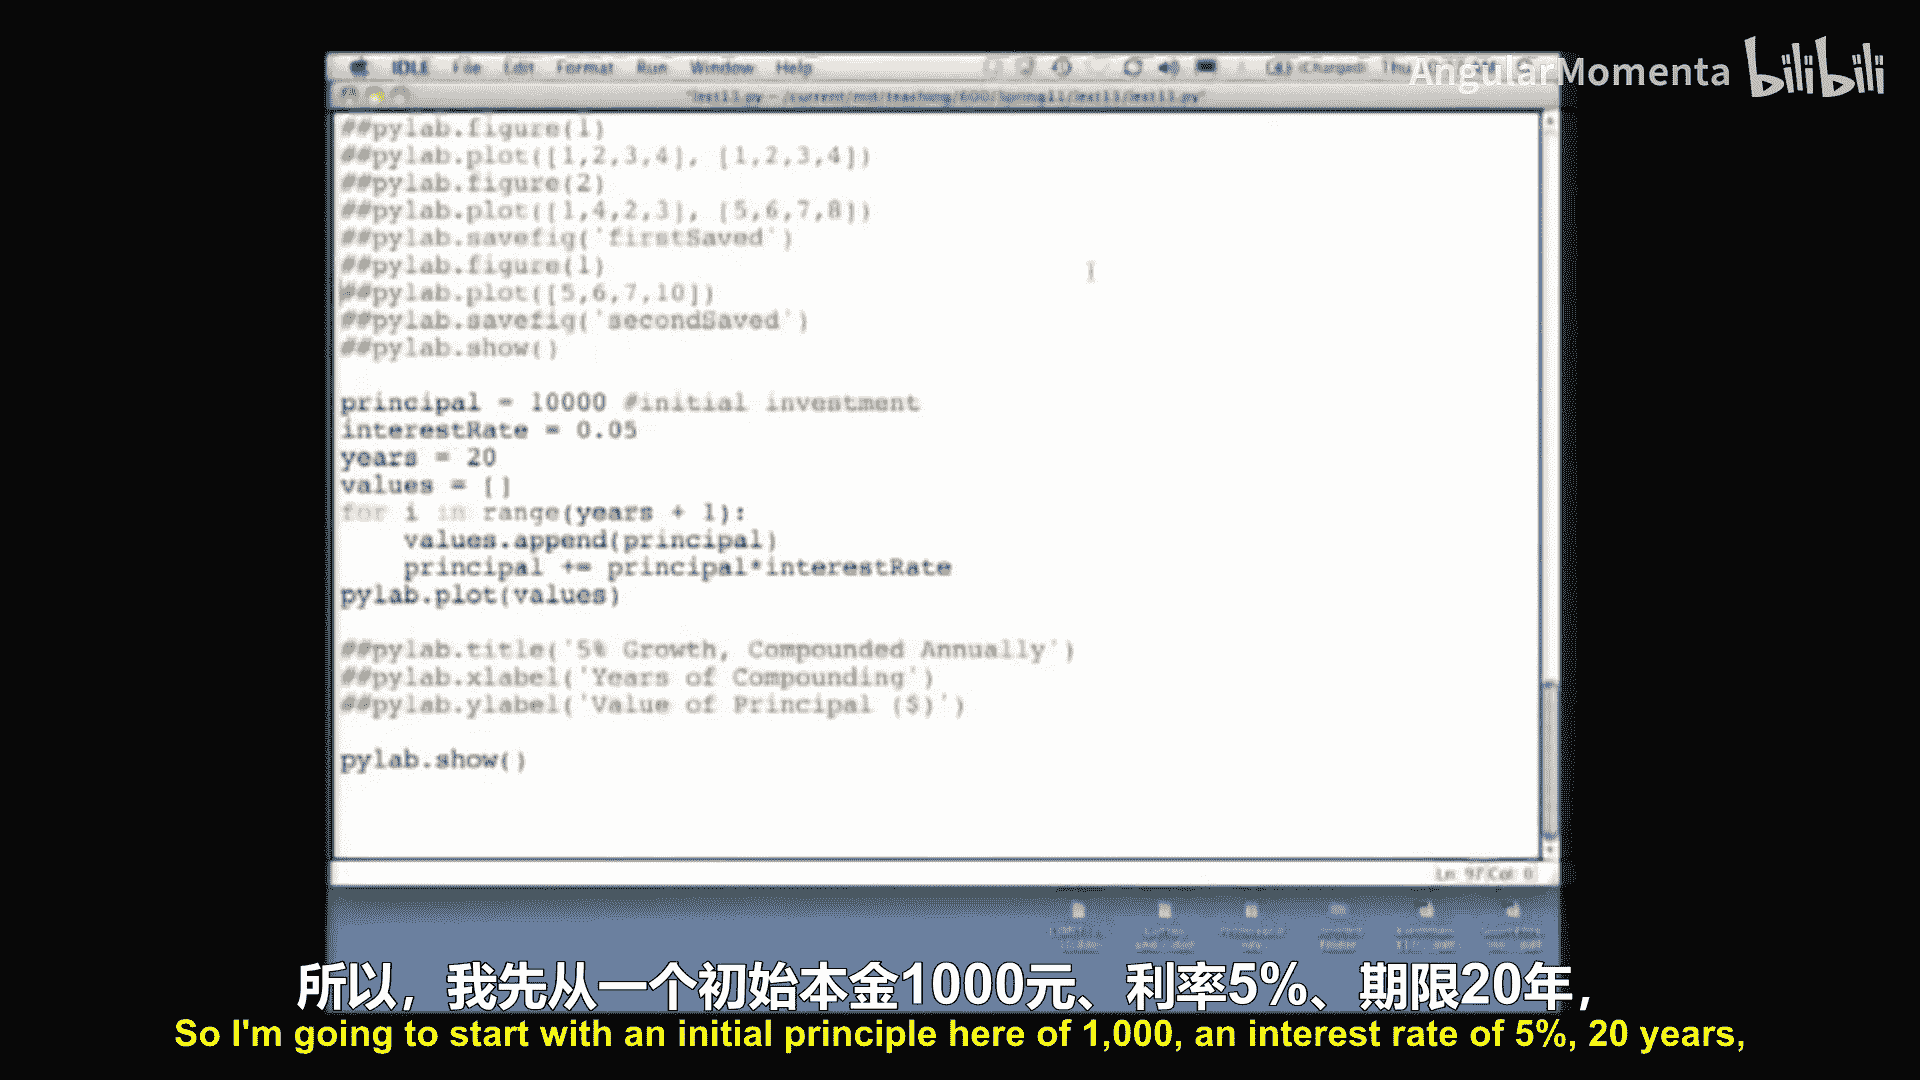 IDLE File Edit Format Run Window Help
(Charged) Thu
AngularMomenta bilibili
##pylab.figure(1)
##pylab.plot([1,2,3,4], [1,2,3,4])
##pylab.figure(2)
##pylab.plot([1,4,2,3], [5,6,7,8])
##pylab.savefig('firstSaved')
##pylab.figure(1)
##pylab.plot([5,6,7,10])
##pylab.savefig('secondSaved')
##pylab.show()
principal = 10000 #initial investment
interestRate = 0.05
years = 20
values = []
for i in range(years + 1):
values.append(principal)
principal += principal*interestRate
pylab.plot(values)
##pylab.title('5% Growth, Compounded Annually')
##pylab.xlabel('Years of Compounding')
##pylab.ylabel('Value of Principal ($)')
pylab.show()
Ln: 97 Col: 0
所以，我先从一个初始本金1000元、利率5%、期限20年，
So I'm going to start with an initial principle here of 1,000, an interest rate of 5%, 20 years,